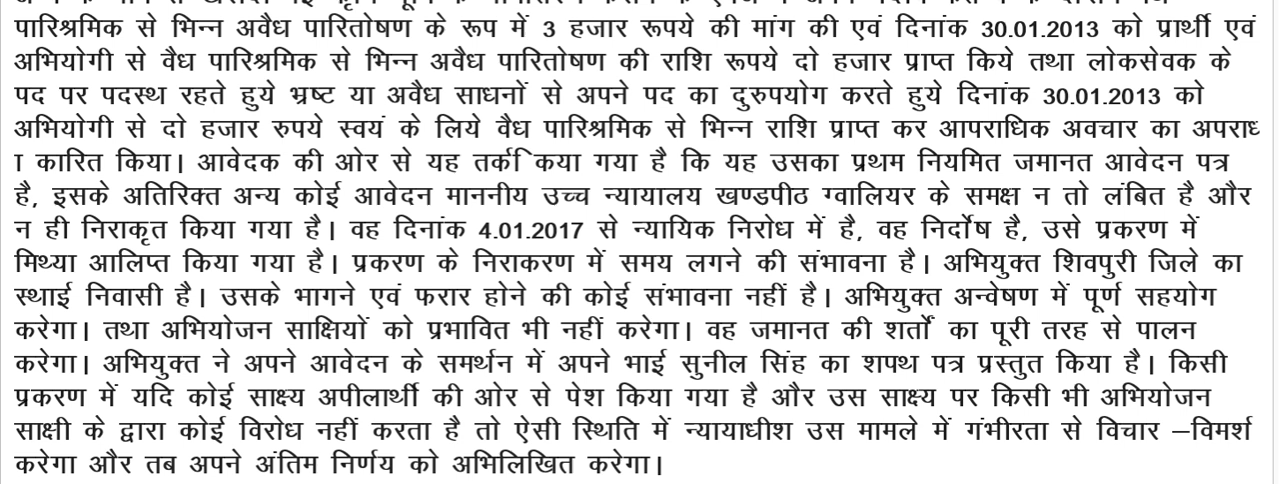 पारिश्रमिक से भिन्न अवैध पारितोषण के रूप में 3 हजार रूपये की मांग की एवं दिनांक 30.01.2013 को प्रार्थी एवं
अभियोगी से वैध पारिश्रमिक से भिन्न अवैध पारितोषण की राशि रूपये दो हजार प्राप्त किये तथा लोकसेवक के
पद पर पदस्थ रहते हुये भ्रष्ट या अवैध साधनों से अपने पद का दुरुपयोग करते हुये दिनांक 30.01.2013 को
अभियोगी से दो हजार रुपये स्वयं के लिये वैध पारिश्रमिक से भिन्न राशि प्राप्त कर आपराधिक अवचार का अपराध
ा कारित किया। आवेदक की ओर से यह तर्क िकया गया है कि यह उसका प्रथम नियमित जमानत आवेदन पत्र
है, इसके अतिरिक्त अन्य कोई आवेदन माननीय उच्च न्यायालय खण्डपीठ ग्वालियर के समक्ष न तो लंबित है और
न ही निराकृत किया गया है। वह दिनांक 4.01.2017 से न्यायिक निरोध में है, वह निर्दोष है, उसे प्रकरण में
मिथ्या आलिप्त किया गया है। प्रकरण के निराकरण में समय लगने की संभावना है। अभियुक्त शिवपुरी जिले का
स्थाई निवासी है। उसके भागने एवं फरार होने की कोई संभावना नहीं है। अभियुक्त अन्वेषण में पूर्ण सहयोग
करेगा। तथा अभियोजन साक्षियों को प्रभावित भी नहीं करेगा। वह जमानत की शर्तों का पूरी तरह से पालन
करेगा। अभियुक्त ने अपने आवेदन के समर्थन में अपने भाई सुनील सिंह का शपथ पत्र प्रस्तुत किया है। किसी
प्रकरण में यदि कोई साक्ष्य अपीलार्थी की ओर से पेश किया गया है और उस साक्ष्य पर किसी भी अभियोजन
साक्षी के द्वारा कोई विरोध नहीं करता है तो ऐसी स्थिति में न्यायाधीश उस मामले में गंभीरता से विचार –विमर्श
करेगा और तब अपने अंतिम निर्णय को अभिलिखित करेगा।